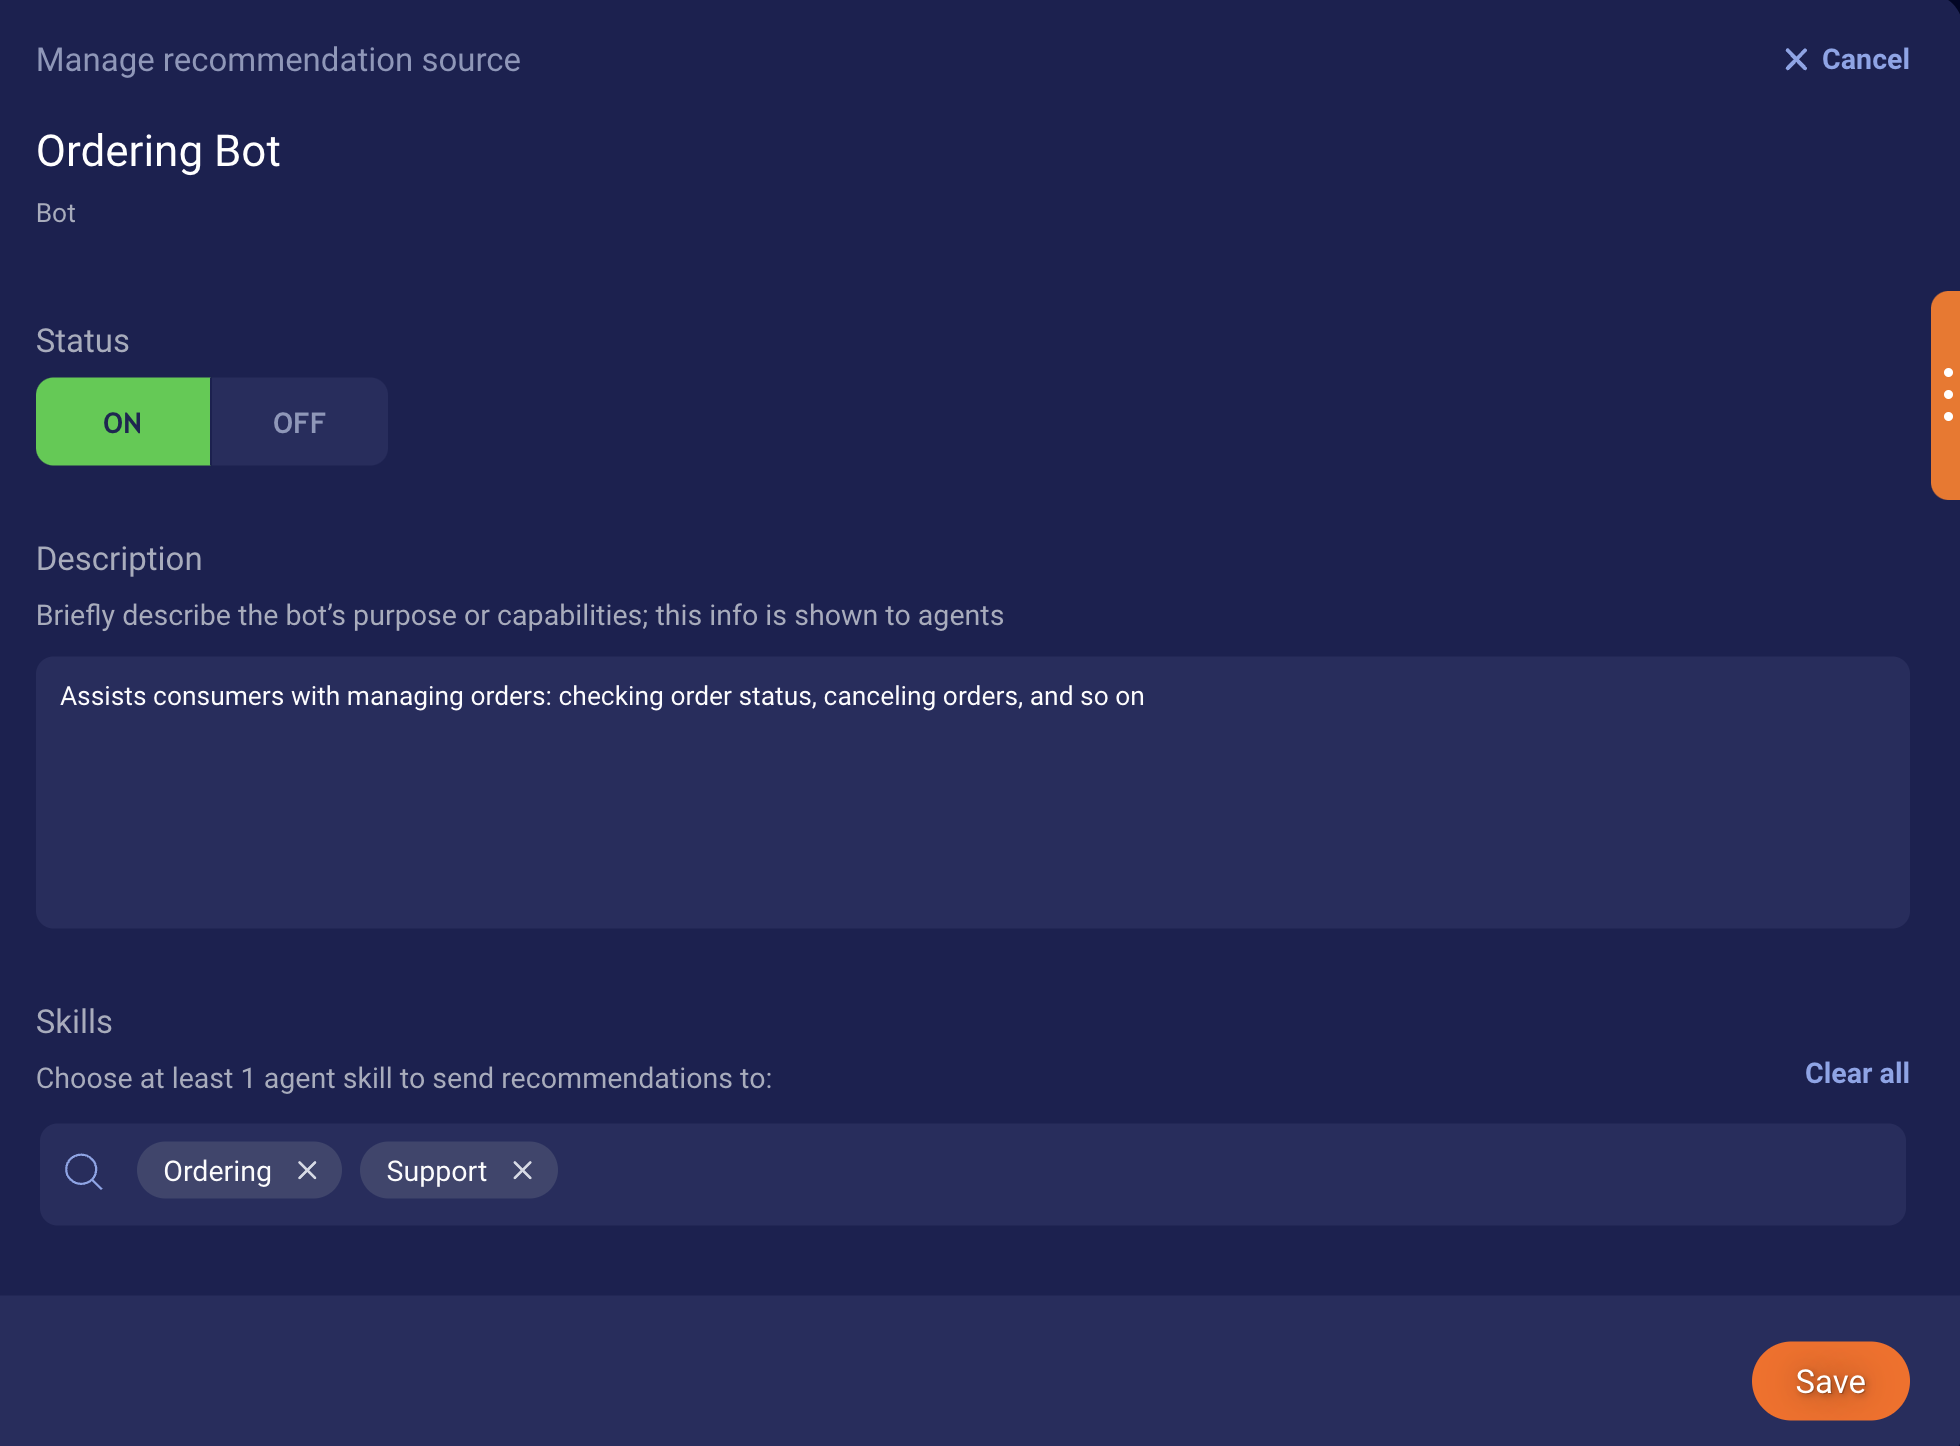 Manage recommendation source
Cancel
Ordering Bot
Bot
Status
ON
OFF
Description
Briefly describe the bot’s purpose or capabilities; this info is shown to agents
Assists consumers with managing orders: checking order status, canceling orders, and so on
Skills
Choose at least 1 agent skill to send recommendations to:
Clear all
Ordering
Support
Save